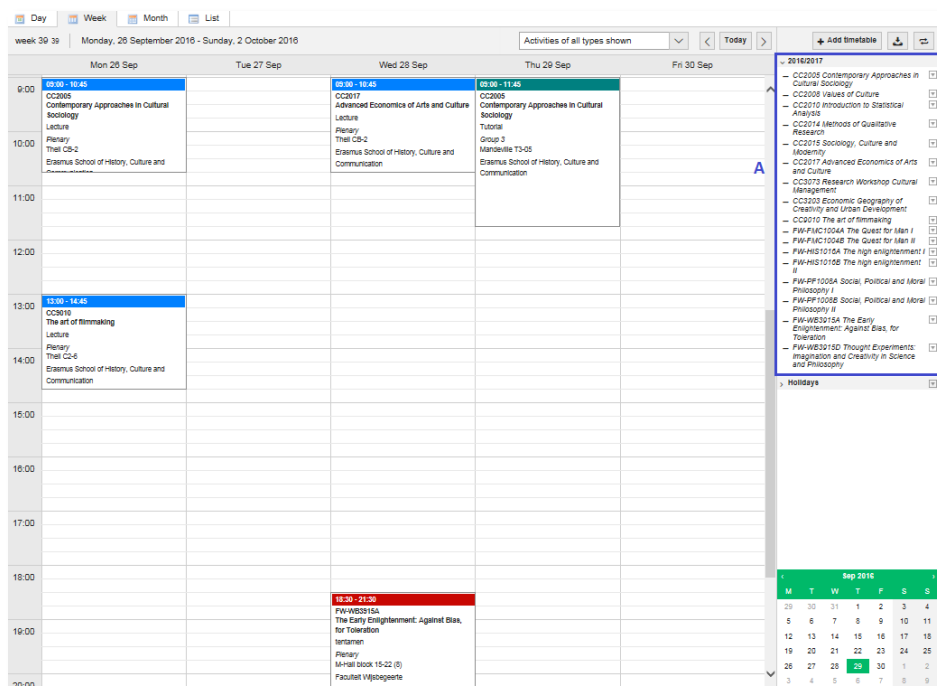 Day Week Month List
week 39 39 Monday, 26 September 2016 - Sunday, 2 October 2016 Activities of all types shown Today + Add timetable
Mon 26 Sep Tue 27 Sep Wed 28 Sep Thu 29 Sep Fri 30 Sep
9:00
10:00
11:00
12:00
13:00
14:00
15:00
16:00
17:00
18:00
19:00
20:00
09:00 - 10:45
CC2005
Contemporary Approaches in Cultural
Sociology
Lecture
Plenary
Theil CB-2
Erasmus School of History, Culture and
Communication
13:00 - 14:45
CC9010
The art of filmmaking
Lecture
Plenary
Theil C2-6
Erasmus School of History, Culture and
Communication
09:00 - 10:45
CC2017
Advanced Economics of Arts and Culture
Lecture
Plenary
Theil CB-2
Erasmus School of History, Culture and
Communication
18:30 - 21:30
FW-WB3915A
The Early Enlightenment: Against Bias,
for Toleration
tentamen
Plenary
M-Hall block 15-22 (8)
Faculteit Wijsbegeerte
09:00 - 11:45
CC2005
Contemporary Approaches in Cultural
Sociology
Tutorial
Group 3
Mandeville T3-05
Erasmus School of History, Culture and
Communication
A
2016/2017
CC2005 Contemporary Approaches in
Cultural Sociology
CC2008 Values of Culture
CC2010 Introduction to Statistical
Analysis
CC2014 Methods of Qualitative
Research
CC2015 Sociology, Culture and
Modernity
CC2017 Advanced Economics of Arts
and Culture
CC3073 Research Workshop Cultural
Management
CC3203 Economic Geography of
Creativity and Urban Development
CC9010 The art of filmmaking
FW-FMC1004A The Quest for Man I
FW-FMC1004B The Quest for Man II
FW-HIS1016A The high enlightenment I
FW-HIS1016B The high enlightenment
II
FW-PF1008A Social, Political and Moral
Philosophy I
FW-PF1008B Social, Political and Moral
Philosophy II
FW-WB3915A The Early
Enlightenment: Against Bias, for
Toleration
FW-WB3915D Thought Experiments:
Imagination and Creativity in Science
and Philosophy
Holidays
Sep 2016
M T W T F S S
29 30 31 1 2 3 4
5 6 7 8 9 10 11
12 13 14 15 16 17 18
19 20 21 22 23 24 25
26 27 28 29 30 1 2
3 4 5 6 7 8 9